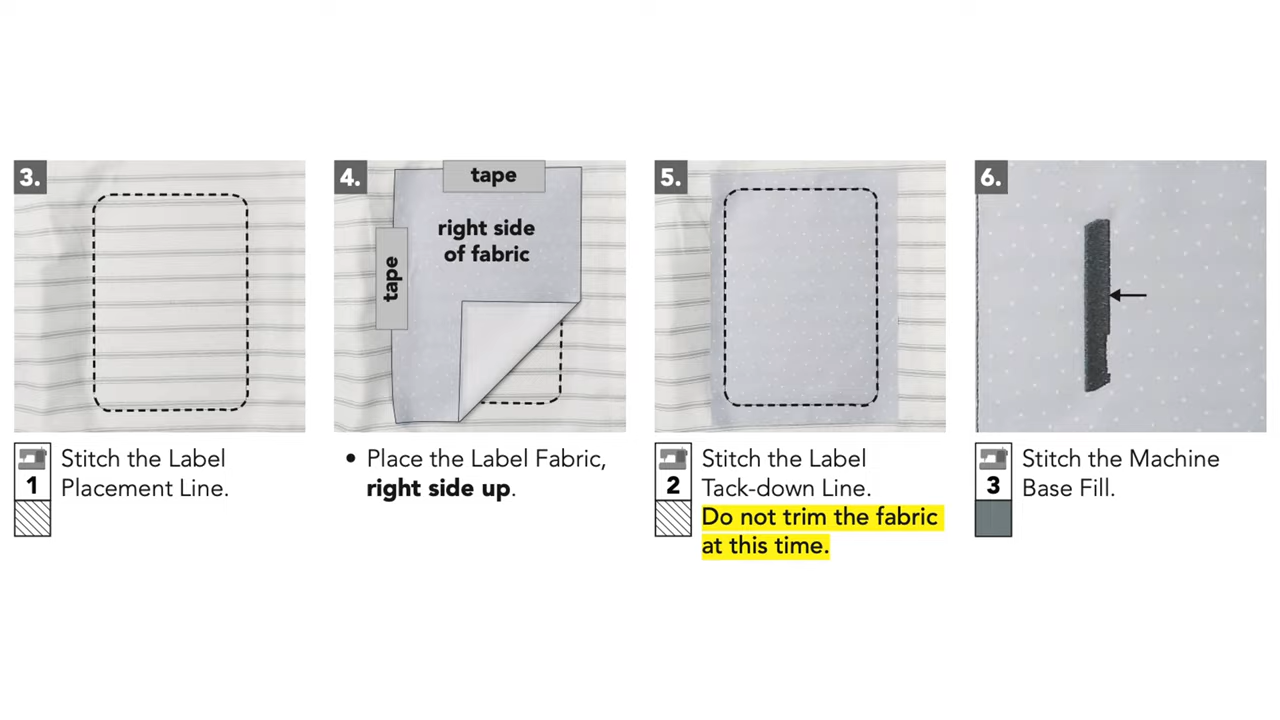 3.
Stitch the Label
Placement Line.
1
4.
tape
right side
of fabric
tape
• Place the Label Fabric,
right side up.
5.
Stitch the Label
Tack-down Line.
Do not trim the fabric
at this time.
2
6.
Stitch the Machine
Base Fill.
3